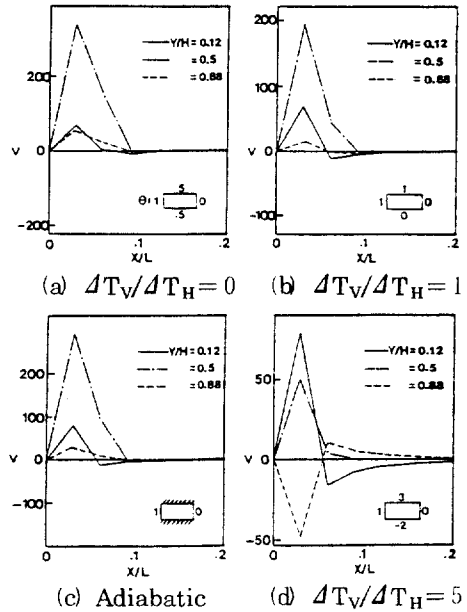 200
100
V
0
-200
0
.1
.2
X/L
Y/H = 0.12
= 0.5
= 0.88
θ: 1
.5
0
.5
(a) ΔT_V/ΔT_H = 0
200
100
V
0
-100
0
.1
.2
X/L
Y/H = 0.12
= 0.5
= 0.88
1
1
0
0
(b) ΔT_V/ΔT_H = 1
300
200
100
V
0
-100
0
.1
.2
X/L
Y/H = 0.12
= 0.5
= 0.88
1
0
(c) Adiabatic
50
V
0
-50
0
.1
.2
X/L
Y/H = 0.12
= 0.5
= 0.88
3
1
0
-2
(d) ΔT_V/ΔT_H = 5